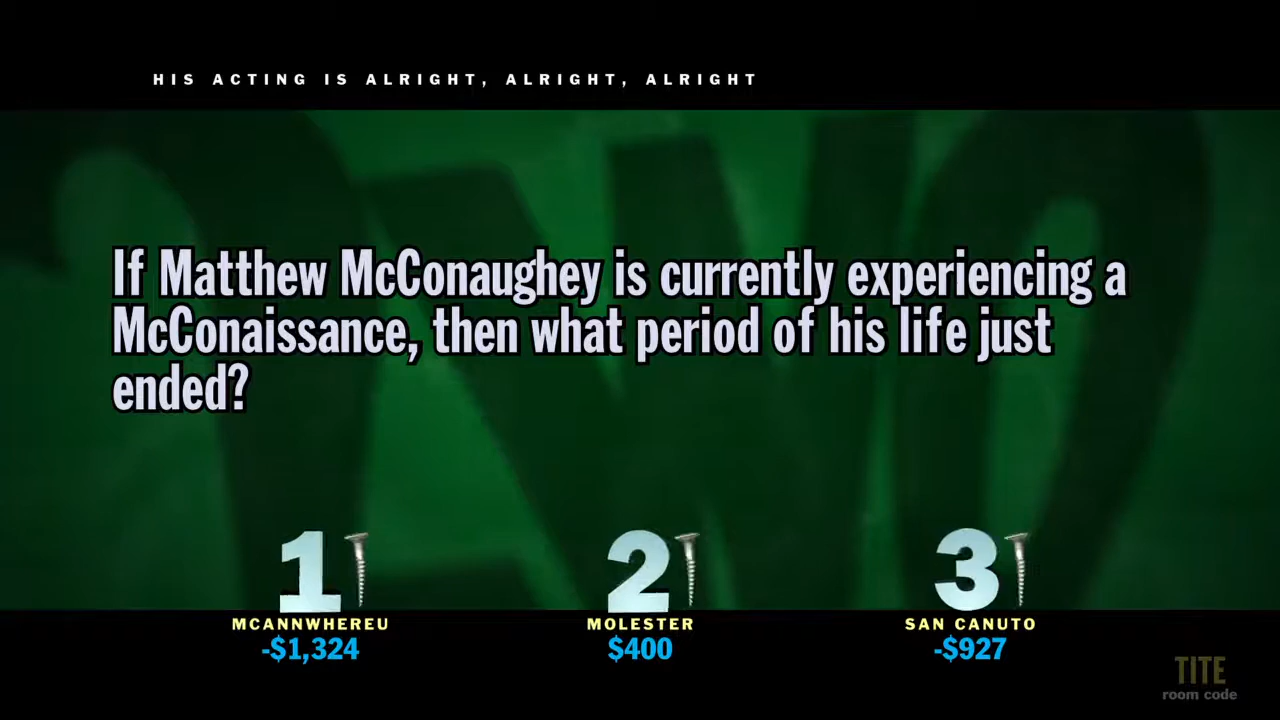 HIS ACTING IS ALRIGHT, ALRIGHT, ALRIGHT
If Matthew McConaughey is currently experiencing a
McConaissance, then what period of his life just
ended?
1 2 3
MCANNWHEREU MOLESTER SAN CANUTO
-$1,324 $400 -$927
TITE
room code